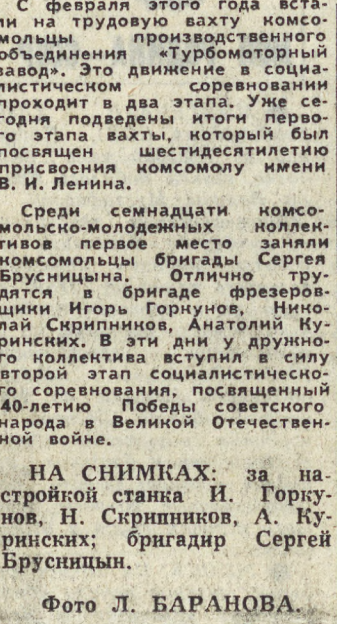 С февраля этого года вста-
ли на трудовую вахту комсо-
мольцы производственного
объединения «Турбомоторный
завод». Это движение в социа-
листическом соревновании
проходит в два этапа. Уже се-
годня подведены итоги перво-
го этапа вахты, который был
посвящен шестидесятилетию
присвоения комсомолу имени
В. И. Ленина.
Среди семнадцати комсо-
мольско-молодежных коллек-
тивов первое место заняли
комсомольцы бригады Сергея
Брусницына. Отлично тру-
дятся в бригаде фрезеров-
щики Игорь Горкунов, Нико-
лай Скрипников, Анатолий Ку-
ринских. В эти дни у дружно-
го коллектива вступил в силу
второй этап социалистическо-
го соревнования, посвященный
40-летию Победы советского
народа в Великой Отечествен-
ной войне.
НА СНИМКАХ: за на-
стройкой станка И. Горку-
нов, Н. Скрипников, А. Ку-
ринских; бригадир Сергей
Брусницын.
Фото Л. БАРАНОВА.